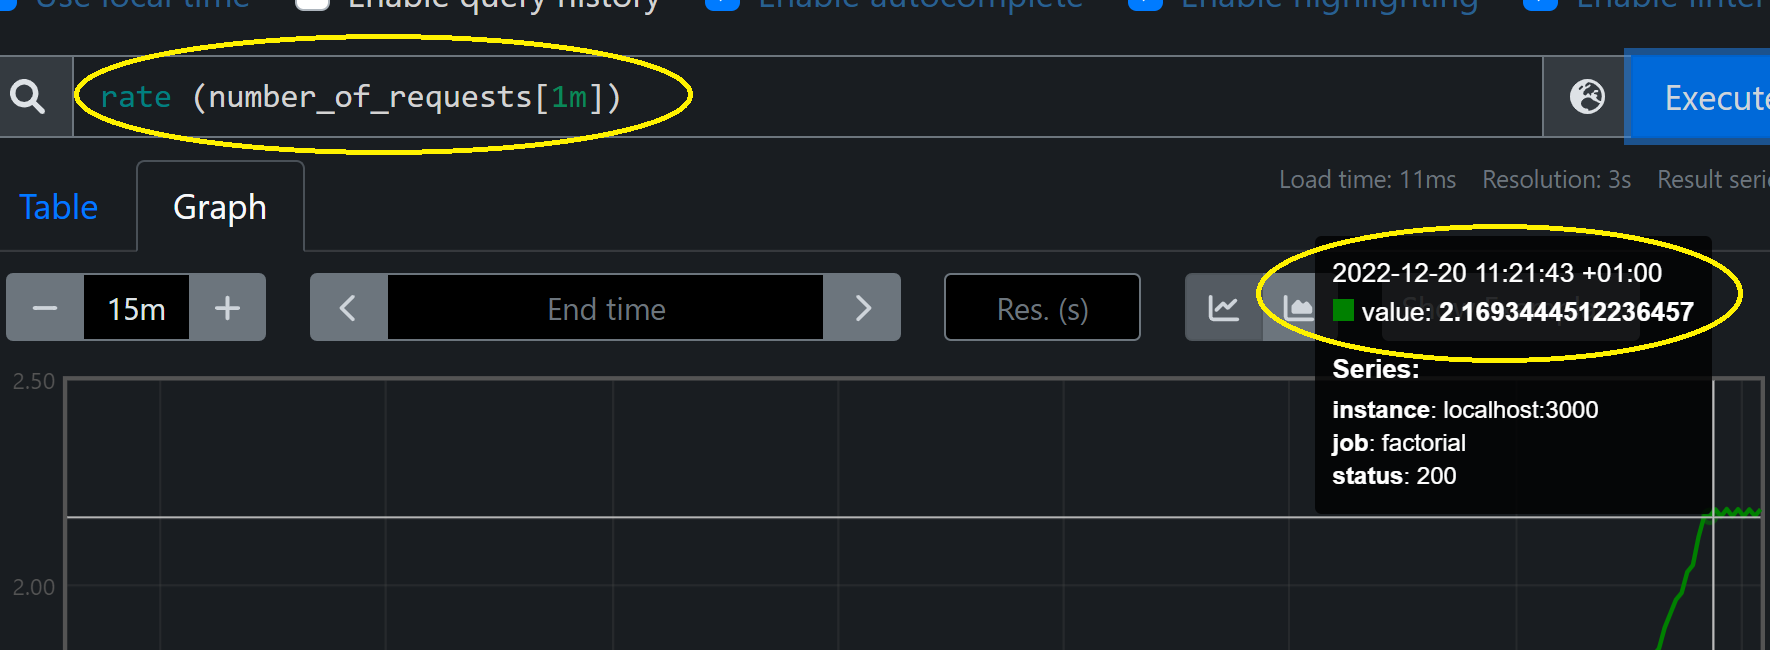 Use local time Enable query history Enable autocomplete Enable highlighting Enable linter
rate (number_of_requests[1m])
Execute
Table Graph
Load time: 11ms Resolution: 3s Result
15m End time Res. (s)
2022-12-20 11:21:43 +01:00
value: 2.1693444512236457
Series:
instance: localhost:3000
job: factorial
status: 200
2.50
2.00